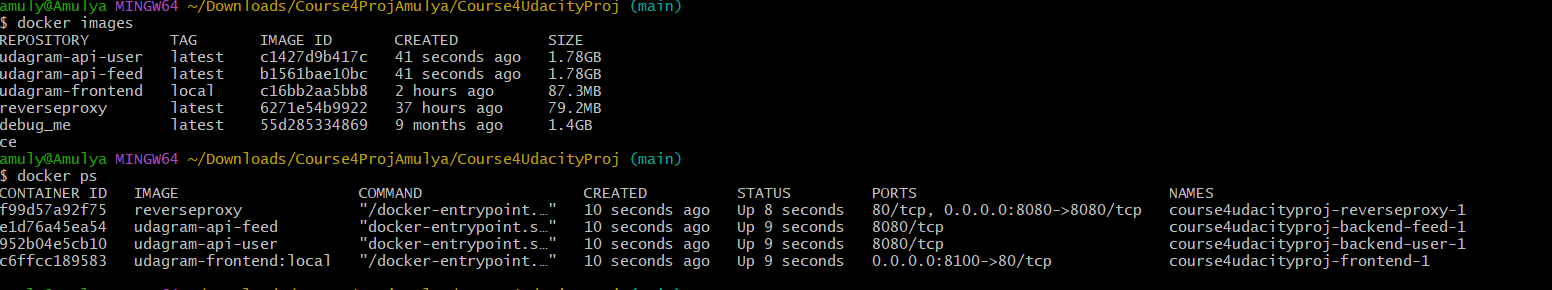 amuly@Amulya MINGW64 ~/Downloads/Course4ProjAmulya/Course4UdacityProj (main)
$ docker images
REPOSITORY TAG IMAGE ID CREATED SIZE
udagram-api-user latest c1427d9b417c 41 seconds ago 1.78GB
udagram-api-feed latest b1561bae10bc 41 seconds ago 1.78GB
udagram-frontend local c16bb2aa5bb8 2 hours ago 87.3MB
reverseproxy latest 6271e54b9922 37 hours ago 79.2MB
debug_me latest 55d285334869 9 months ago 1.4GB
ce
amuly@Amulya MINGW64 ~/Downloads/Course4ProjAmulya/Course4UdacityProj (main)
$ docker ps
CONTAINER ID IMAGE COMMAND CREATED STATUS PORTS NAMES
f99d57a92f75 reverseproxy "/docker-entrypoint.…" 10 seconds ago Up 8 seconds 80/tcp, 0.0.0.0:8080->8080/tcp course4udacityproj-reverseproxy-1
e1d76a45ea54 udagram-api-feed "docker-entrypoint.s…" 10 seconds ago Up 9 seconds 8080/tcp course4udacityproj-backend-feed-1
952b04e5cb10 udagram-api-user "docker-entrypoint.s…" 10 seconds ago Up 9 seconds 8080/tcp course4udacityproj-backend-user-1
c6ffcc189583 udagram-frontend:local "/docker-entrypoint.…" 10 seconds ago Up 9 seconds 0.0.0.0:8100->80/tcp course4udacityproj-frontend-1